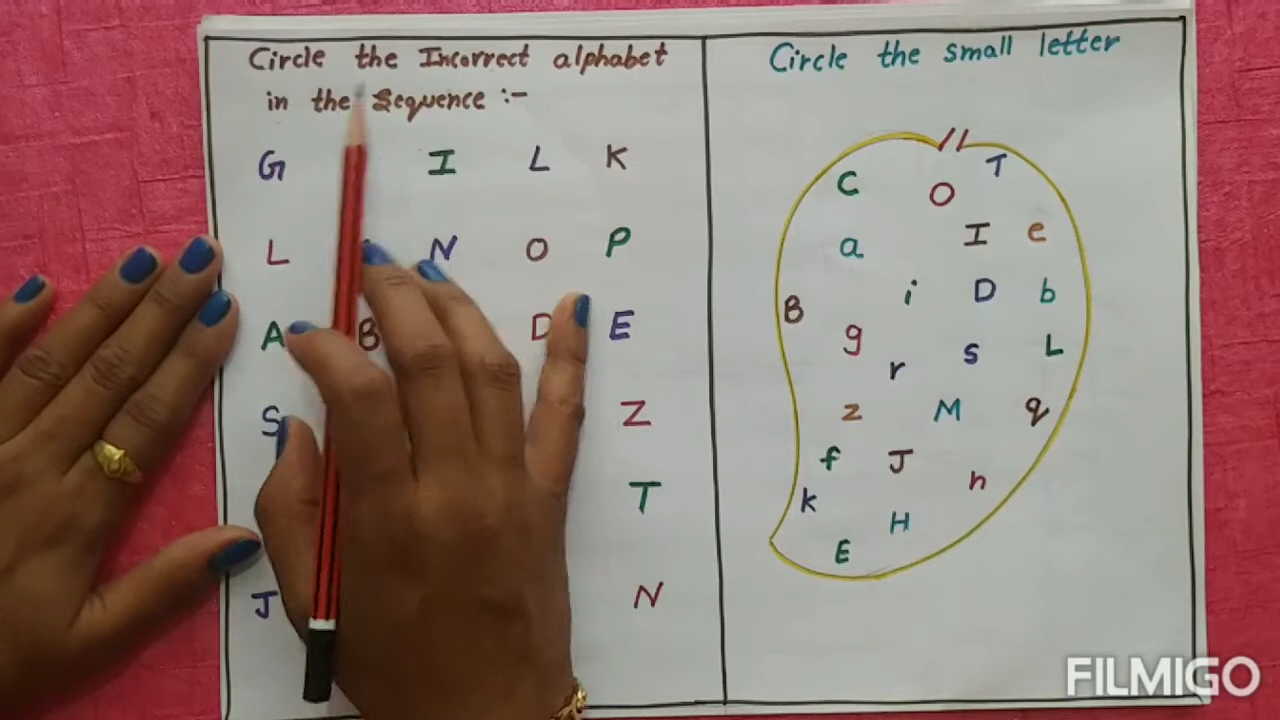 Circle the Incorrect alphabet
in the Sequence :-
G I L K
L N O P
A B D E
S Z
T
J N
Circle the small letter
C O T
a I e
B i D b
g r s L
z M q
f J n
k H
E
FILMIGO